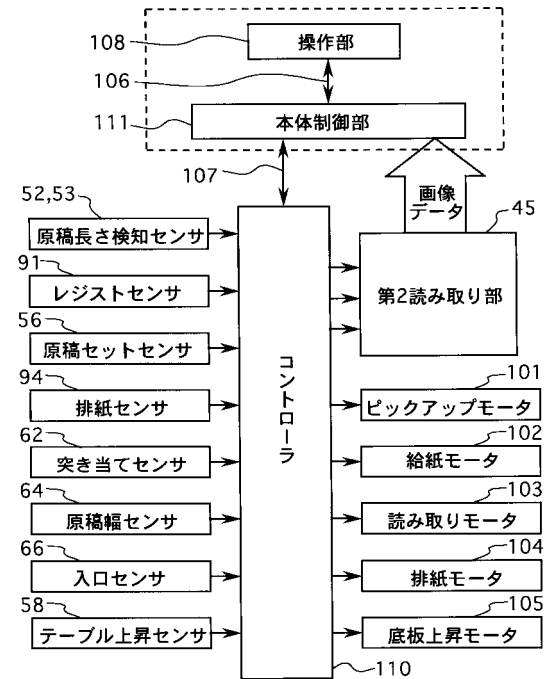 108
操作部
106
111
本体制御部
107
画像
データ
52,53
原稿長さ検知センサ
45
第2読み取り部
91
レジストセンサ
56
原稿セットセンサ
コントローラ
94
排紙センサ
101
ピックアップモータ
62
突き当てセンサ
102
給紙モータ
64
原稿幅センサ
103
読み取りモータ
66
入口センサ
104
排紙モータ
58
テーブル上昇センサ
105
底板上昇モータ
110